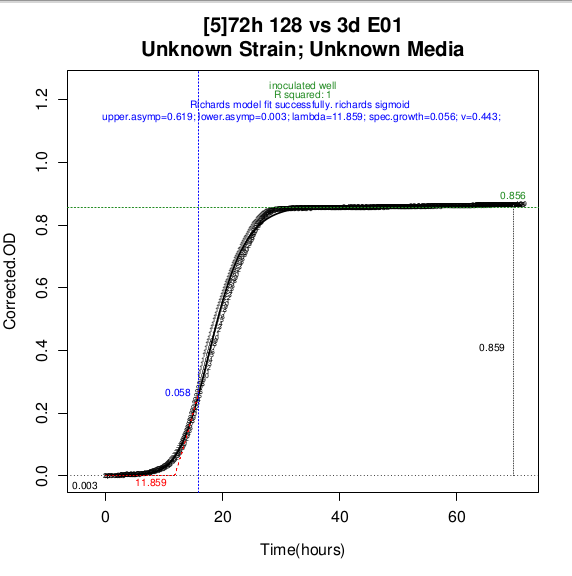 [5]72h 128 vs 3d E01
Unknown Strain; Unknown Media
inoculated well
R squared: 1
Richards model fit successfully. richards sigmoid
upper.asymp=0.619; lower.asymp=0.003; lambda=11.859; spec.growth=0.056; v=0.443;
0.856
0.859
0.058
11.859
0.003
Corrected.OD
1.2
1.0
0.8
0.6
0.4
0.2
0.0
0 20 40 60
Time(hours)